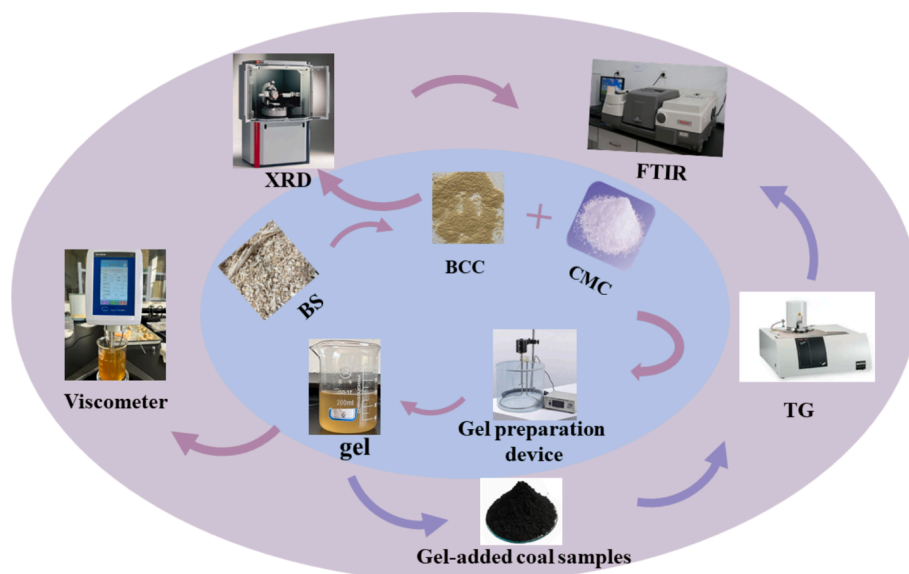 XRD
FTIR
BCC
CMC
BS
Viscometer
200ml
gel
Gel preparation
device
TG
Gel-added coal samples